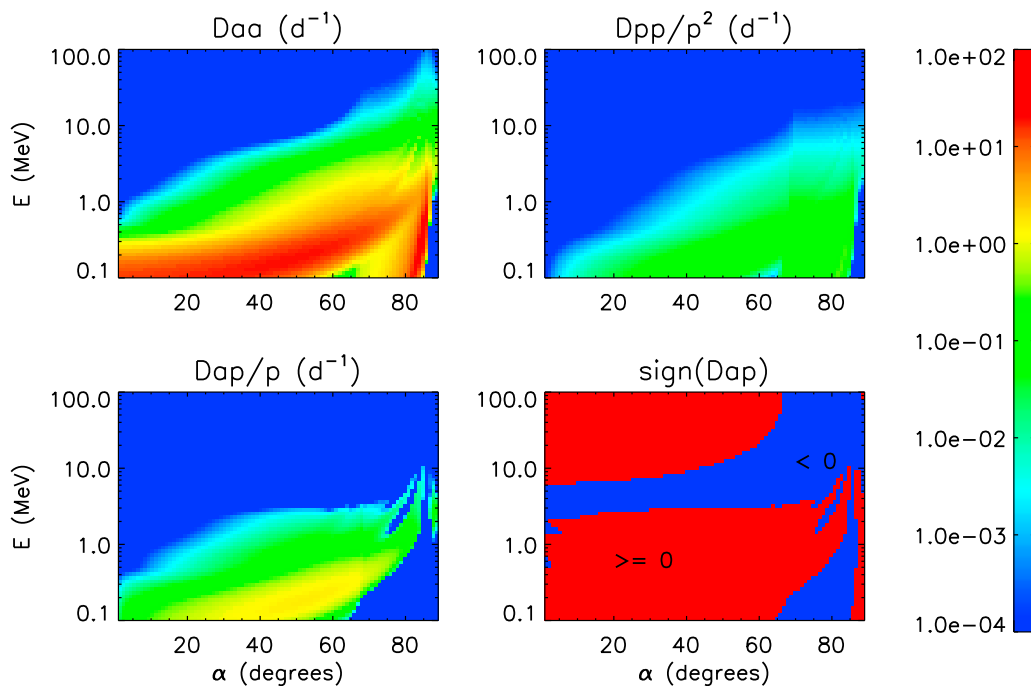 Daa (d⁻¹)
Dpp/p² (d⁻¹)
100.0
10.0
1.0
0.1
E (MeV)
20 40 60 80
100.0
10.0
1.0
0.1
20 40 60 80
Dap/p (d⁻¹)
sign(Dap)
100.0
10.0
1.0
0.1
E (MeV)
20 40 60 80
α (degrees)
100.0
10.0
1.0
0.1
< 0
>= 0
20 40 60 80
α (degrees)
1.0e+02
1.0e+01
1.0e+00
1.0e−01
1.0e−02
1.0e−03
1.0e−04